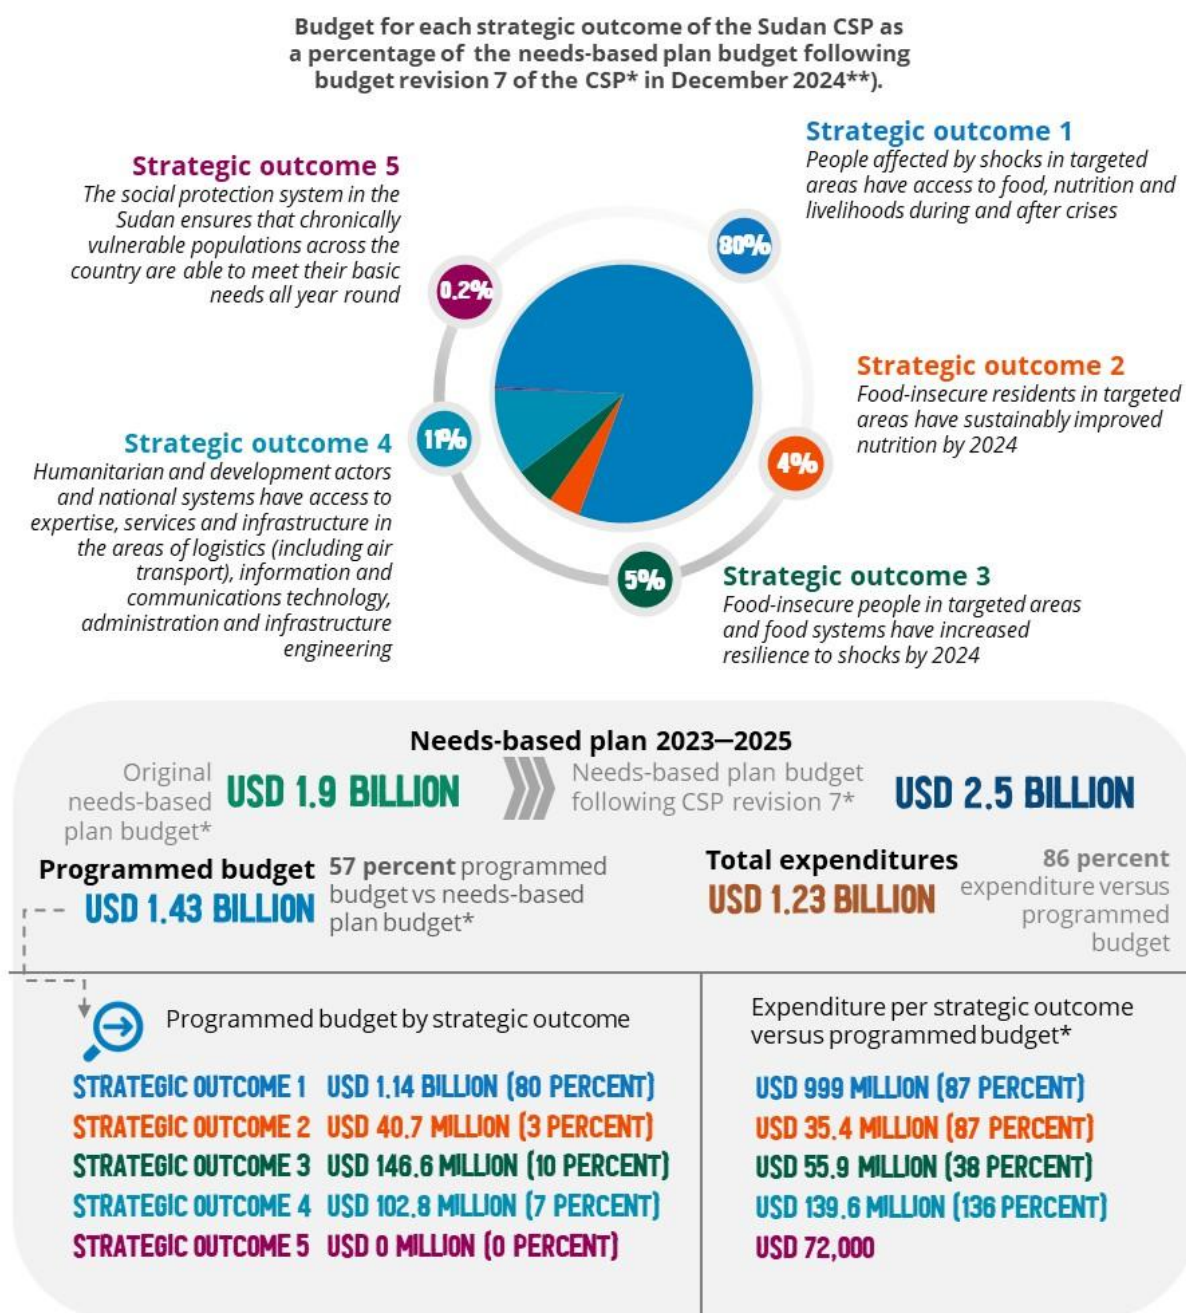 Budget for each strategic outcome of the Sudan CSP as
a percentage of the needs-based plan budget following
budget revision 7 of the CSP* in December 2024**).
Strategic outcome 1
People affected by shocks in targeted
areas have access to food, nutrition and
livelihoods during and after crises
80%
Strategic outcome 5
The social protection system in the
Sudan ensures that chronically
vulnerable populations across the
country are able to meet their basic
needs all year round
0.2%
Strategic outcome 2
Food-insecure residents in targeted
areas have sustainably improved
nutrition by 2024
4%
Strategic outcome 4
Humanitarian and development actors
and national systems have access to
expertise, services and infrastructure in
the areas of logistics (including air
transport), information and
communications technology,
administration and infrastructure
engineering
11%
5%
Strategic outcome 3
Food-insecure people in targeted areas
and food systems have increased
resilience to shocks by 2024
Needs-based plan 2023–2025
Original
needs-based
plan budget*
USD 1.9 BILLION
Needs-based plan budget
following CSP revision 7*
USD 2.5 BILLION
Programmed budget
USD 1.43 BILLION
57 percent programmed
budget vs needs-based
plan budget*
Total expenditures
USD 1.23 BILLION
86 percent
expenditure versus
programmed
budget
Programmed budget by strategic outcome
STRATEGIC OUTCOME 1 USD 1.14 BILLION (80 PERCENT)
STRATEGIC OUTCOME 2 USD 40.7 MILLION (3 PERCENT)
STRATEGIC OUTCOME 3 USD 146.6 MILLION (10 PERCENT)
STRATEGIC OUTCOME 4 USD 102.8 MILLION (7 PERCENT)
STRATEGIC OUTCOME 5 USD 0 MILLION (0 PERCENT)
Expenditure per strategic outcome
versus programmed budget*
USD 999 MILLION (87 PERCENT)
USD 35.4 MILLION (87 PERCENT)
USD 55.9 MILLION (38 PERCENT)
USD 139.6 MILLION (136 PERCENT)
USD 72,000